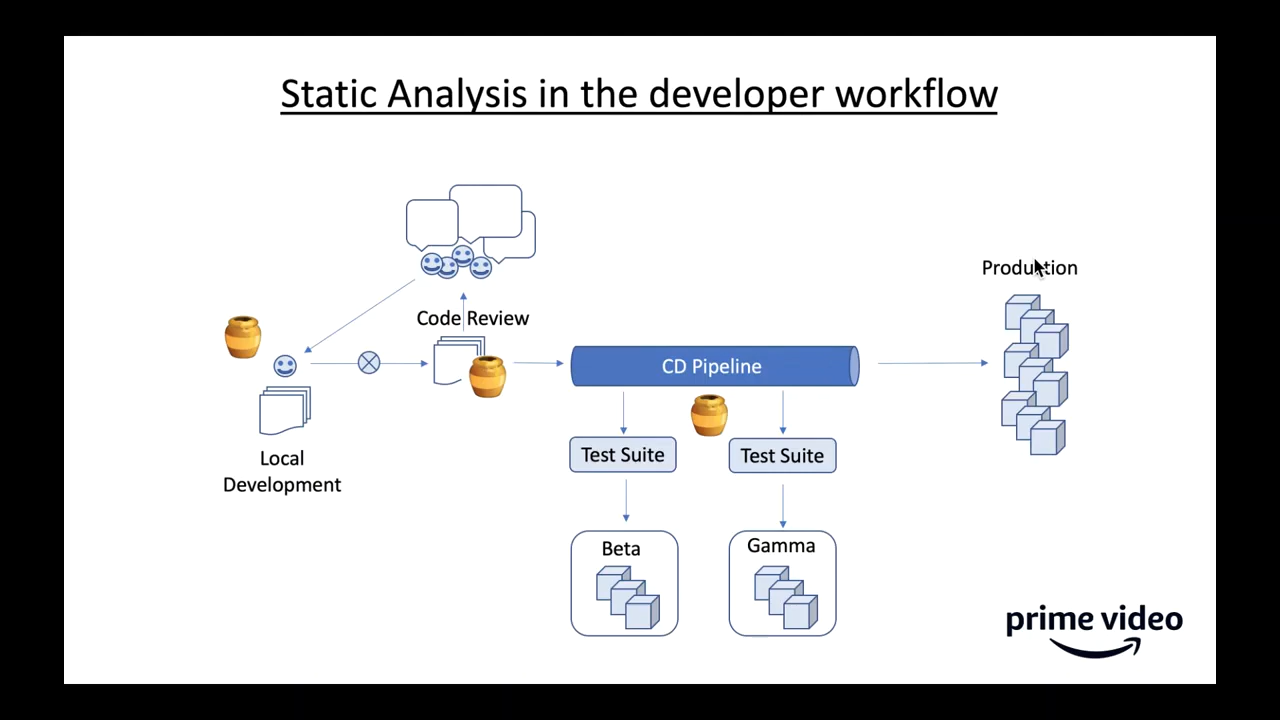 Static Analysis in the developer workflow
Code Review
Production
CD Pipeline
Local
Development
Test Suite
Test Suite
Beta
Gamma
prime video